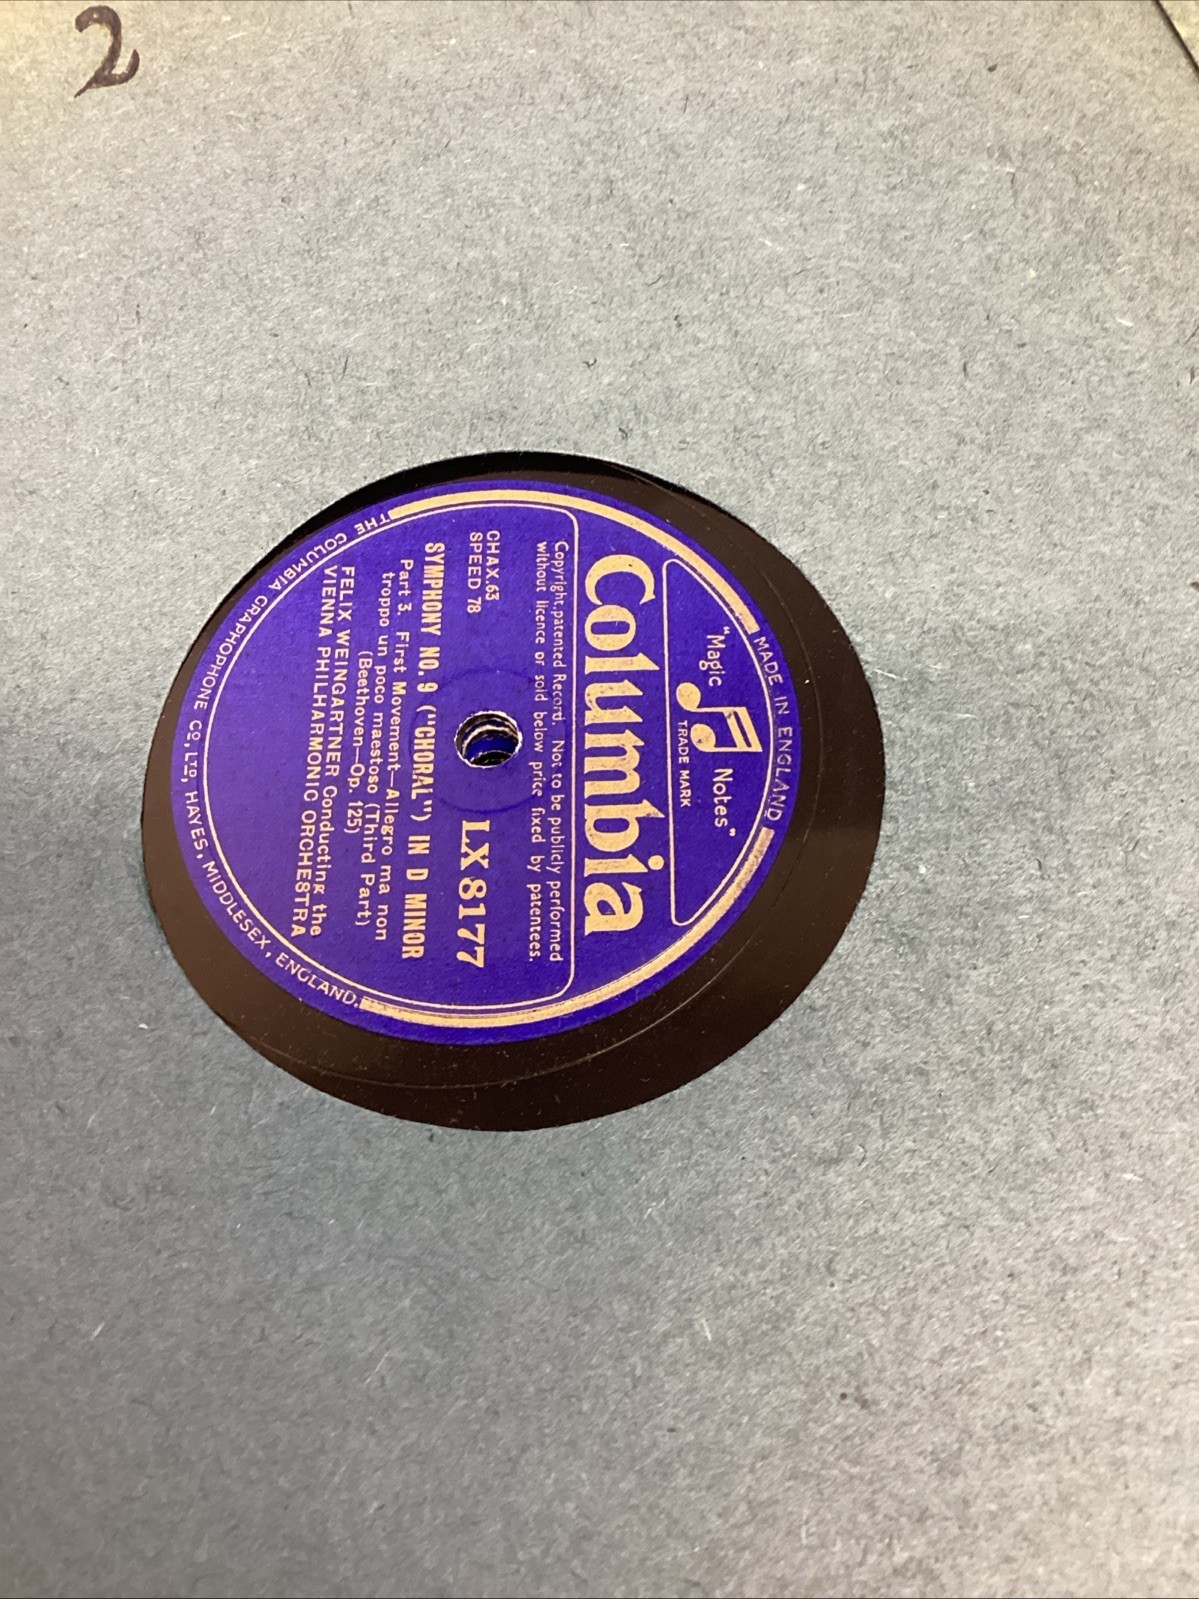 2
MADE IN ENGLAND
"Magic Notes"
TRADE MARK
Columbia
Copyright, patented Record. Not to be publicly performed
without licence or sold below price fixed by patentees.
CHAX.63
SPEED 78
LX 8177
SYMPHONY NO. 9 ("CHORAL") IN D MINOR
Part 3. First Movement—Allegro ma non
troppo un poco maestoso (Third Part)
(Beethoven—Op. 125)
FELIX WEINGARTNER Conducting the
VIENNA PHILHARMONIC ORCHESTRA
THE COLUMBIA GRAPHOPHONE CO, LTD, HAYES, MIDDLESEX, ENGLAND.